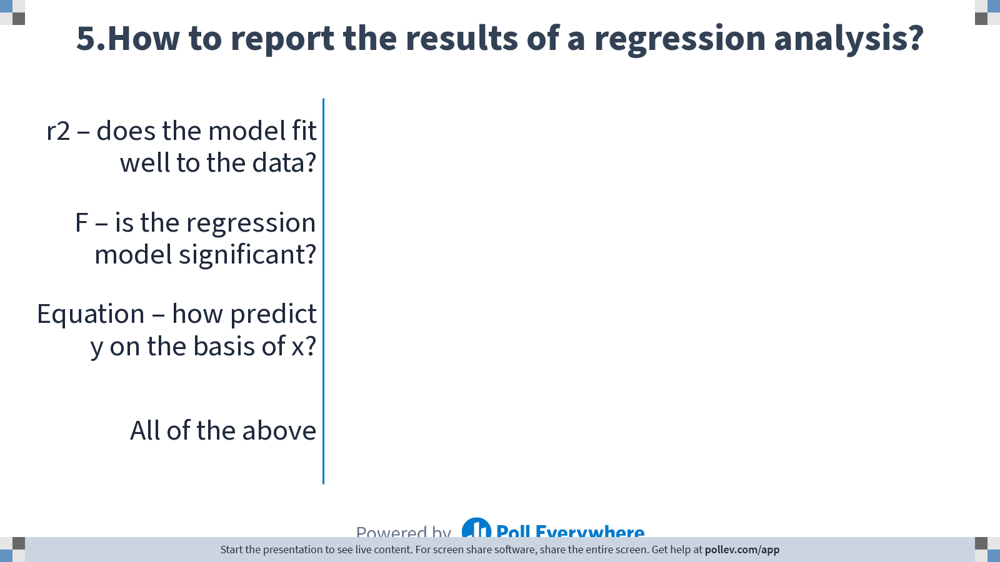 5.How to report the results of a regression analysis?
r2 – does the model fit
well to the data?
F – is the regression
model significant?
Equation – how predict
y on the basis of x?
All of the above
Powered by Poll Everywhere
Start the presentation to see live content. For screen share software, share the entire screen. Get help at pollev.com/app